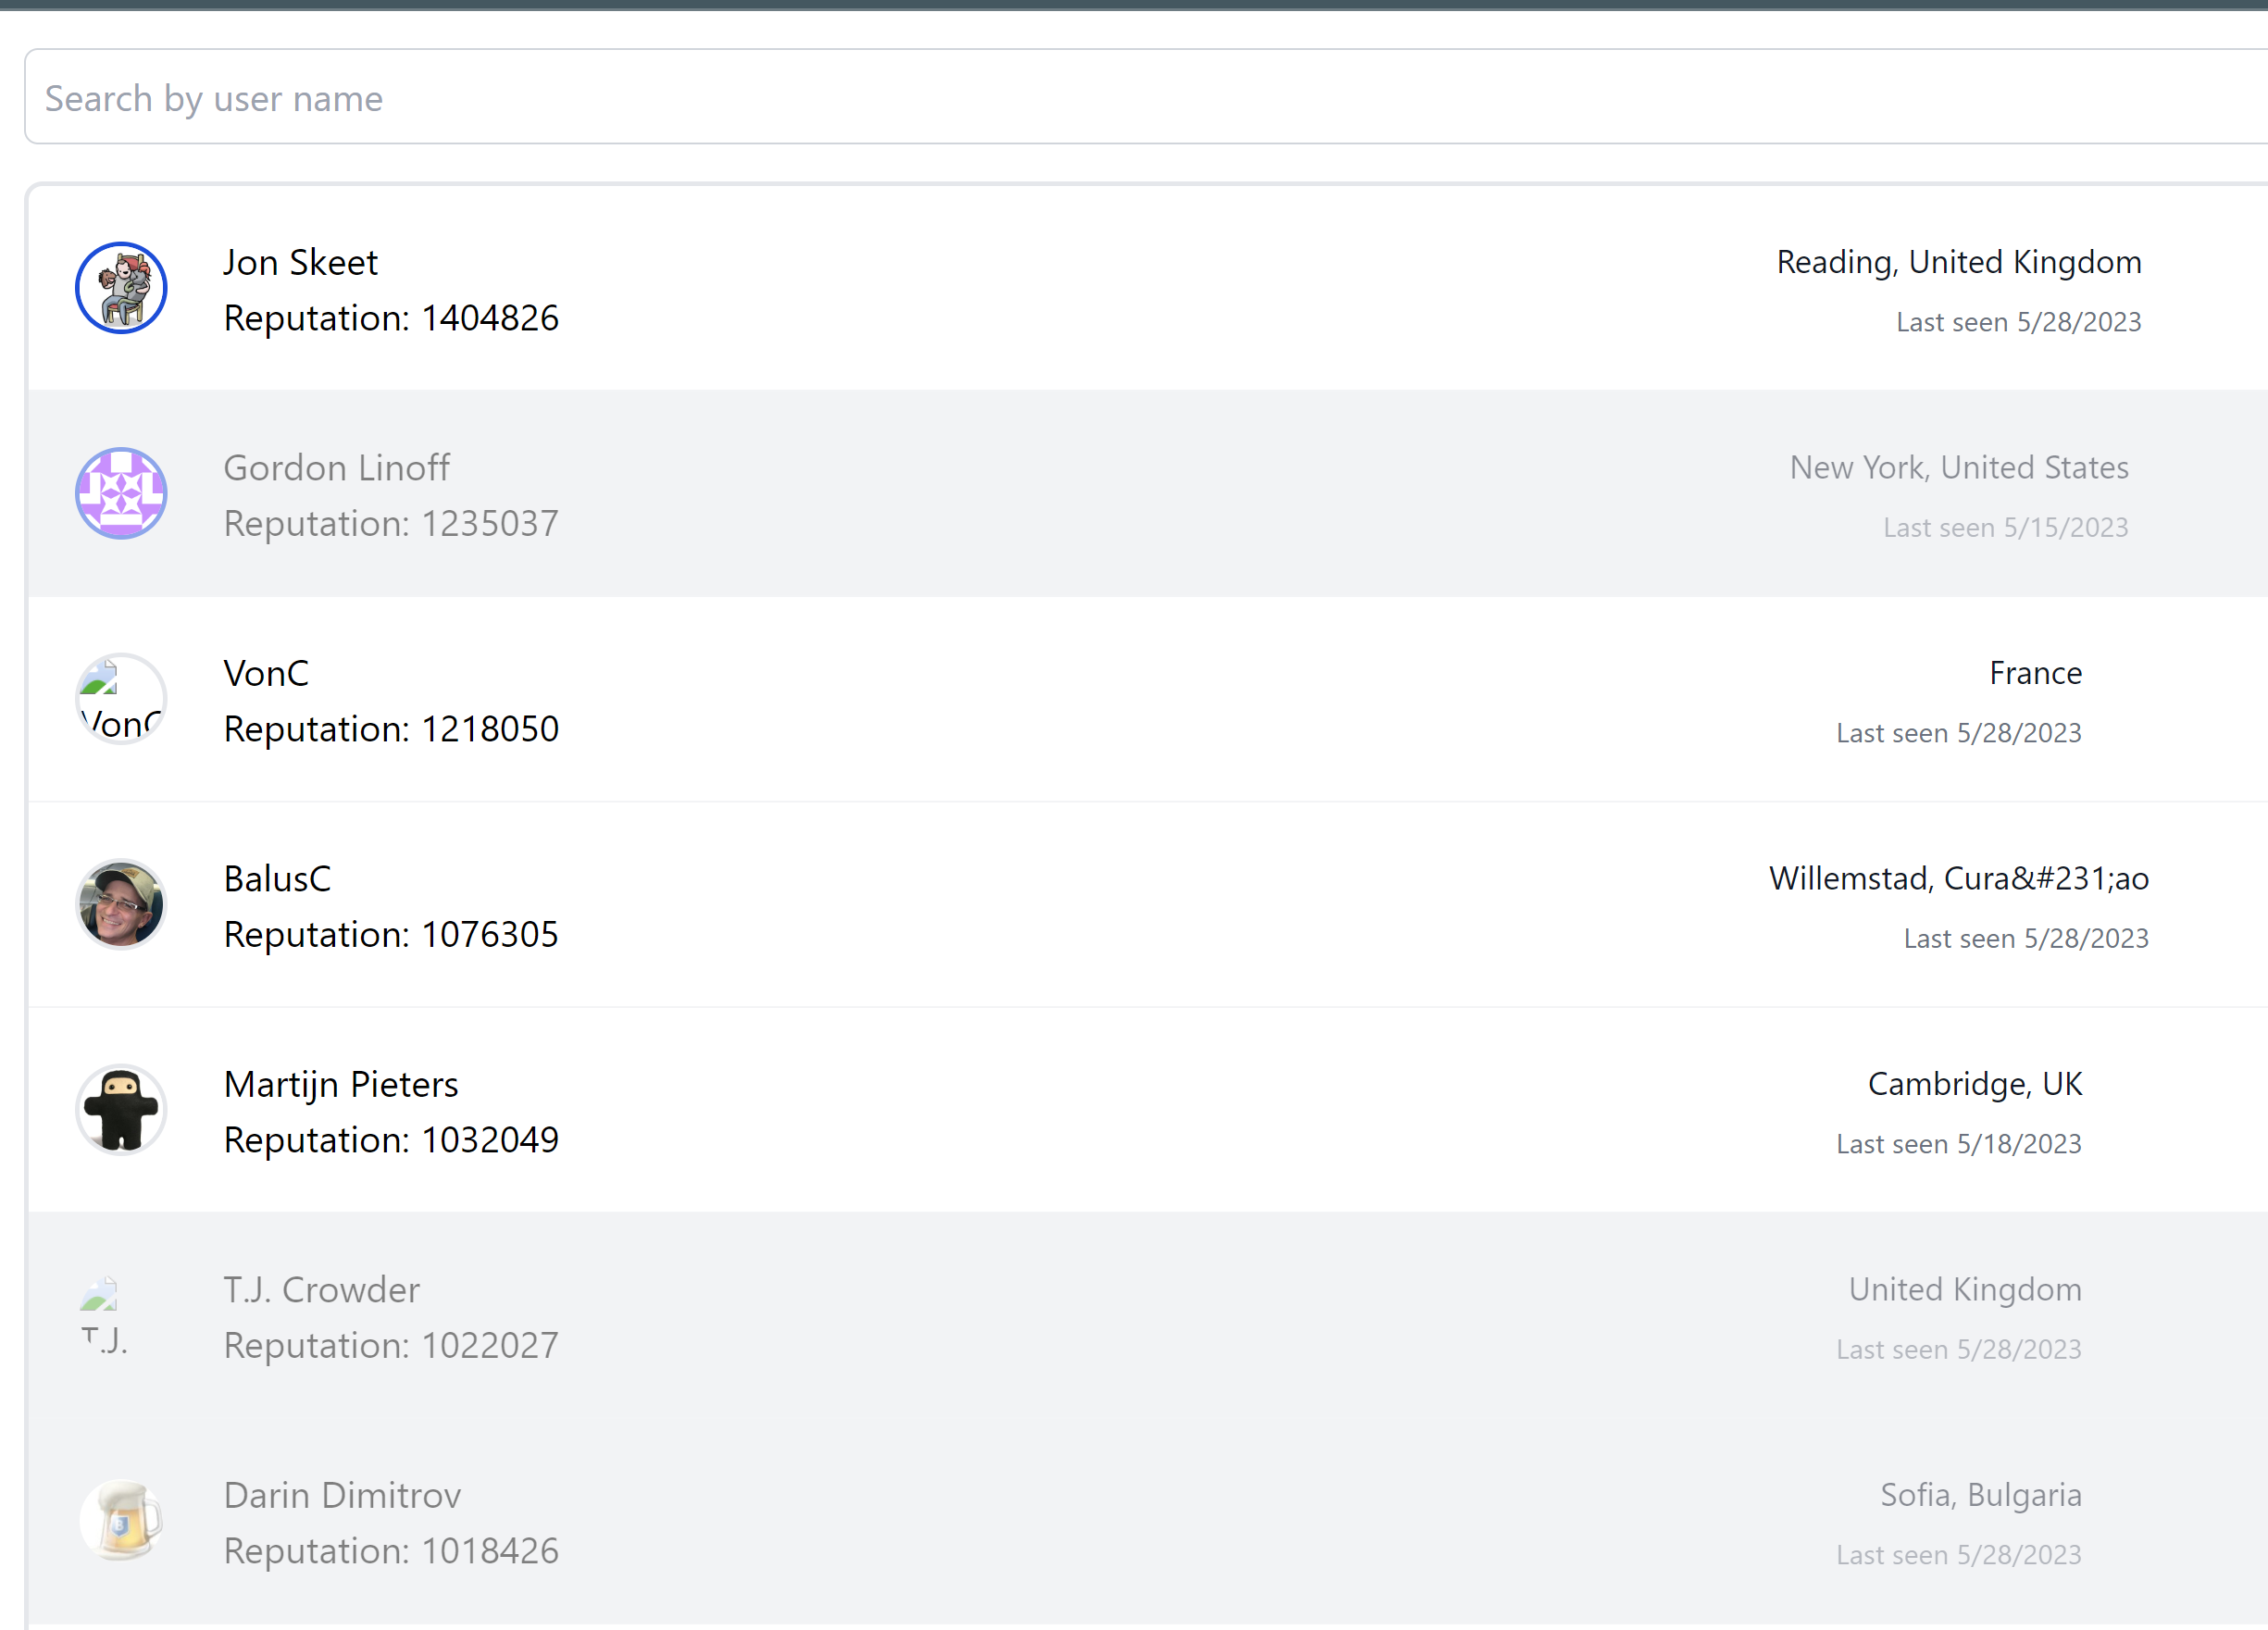 Search by user name
Jon Skeet
Reputation: 1404826
Reading, United Kingdom
Last seen 5/28/2023
Gordon Linoff
Reputation: 1235037
New York, United States
Last seen 5/15/2023
VonC
VonC
Reputation: 1218050
France
Last seen 5/28/2023
BalusC
Reputation: 1076305
Willemstad, Cura&#231;ao
Last seen 5/28/2023
Martijn Pieters
Reputation: 1032049
Cambridge, UK
Last seen 5/18/2023
T.J.
T.J. Crowder
Reputation: 1022027
United Kingdom
Last seen 5/28/2023
Darin Dimitrov
Reputation: 1018426
Sofia, Bulgaria
Last seen 5/28/2023